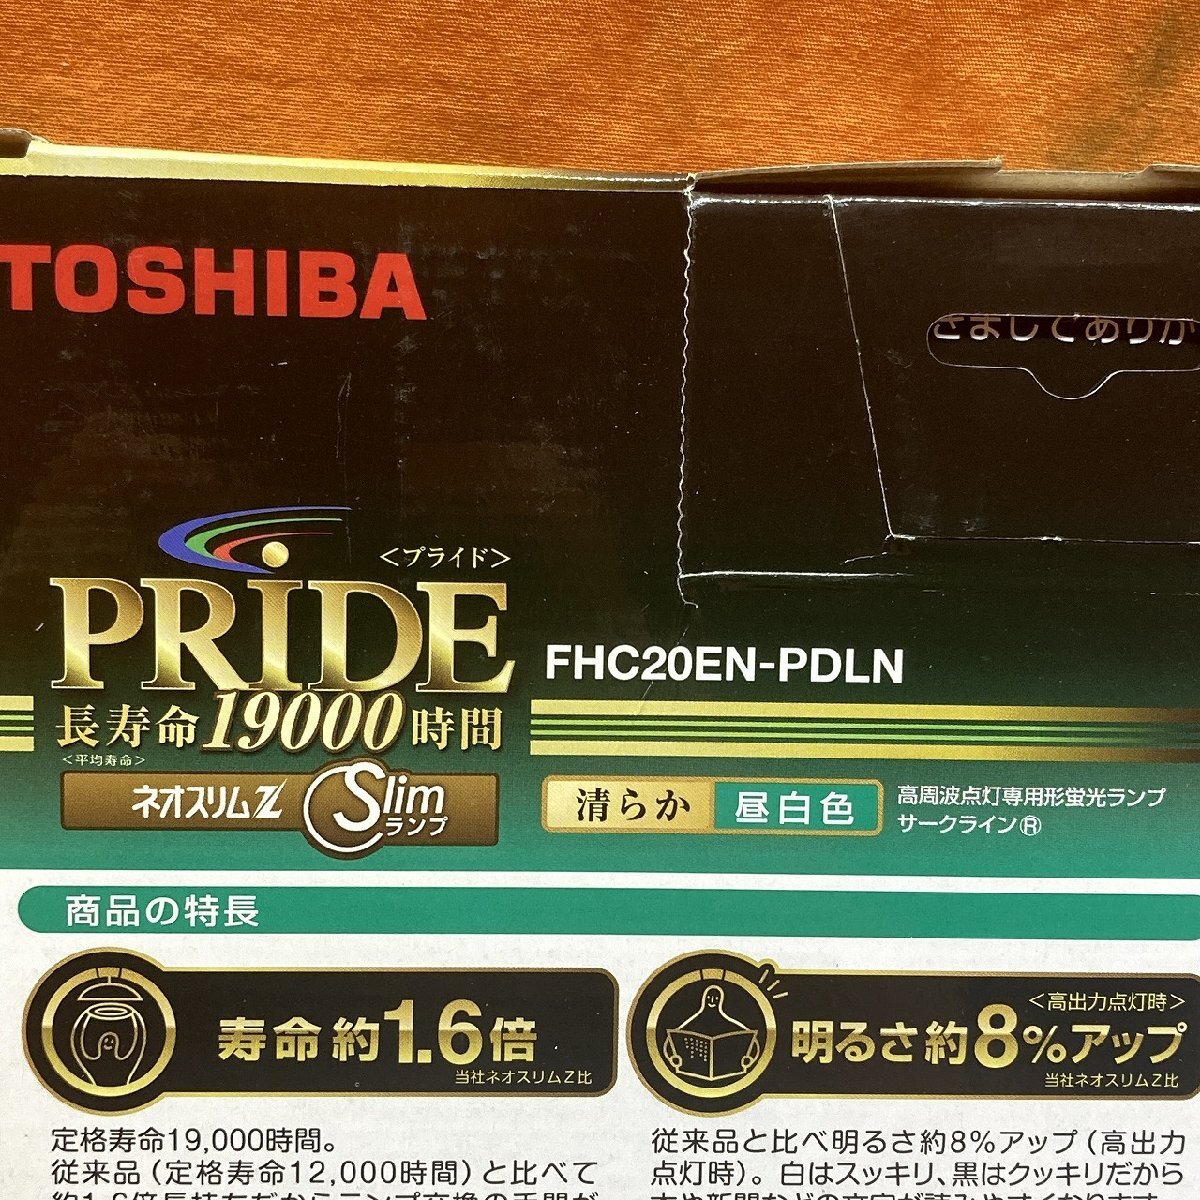 TOSHIBA
さましてありが
<プライド>
PRIDE
FHC20EN-PDLN
長寿命19000時間
<平均寿命>
ネオスリムZ Slim ランプ
清らか 昼白色
高周波点灯専用形蛍光ランプ
サークライン®
商品の特長
寿命約1.6倍
当社ネオスリムZ比
<高出力点灯時>
明るさ約8%アップ
当社ネオスリムZ比
定格寿命19,000時間。
従来品(定格寿命12,000時間)と比べて
従来品と比べ明るさ約8%アップ(高出力
点灯時)。白はスッキリ、黒はクッキリだから